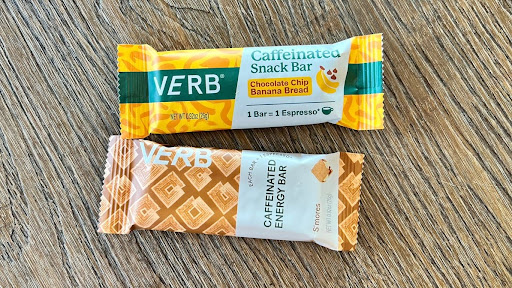 VERB®
Caffeinated
Snack Bar
Chocolate Chip
Banana Bread
1 Bar = 1 Espresso*
VERB
CAFFEINATED
ENERGY BAR
S'mores